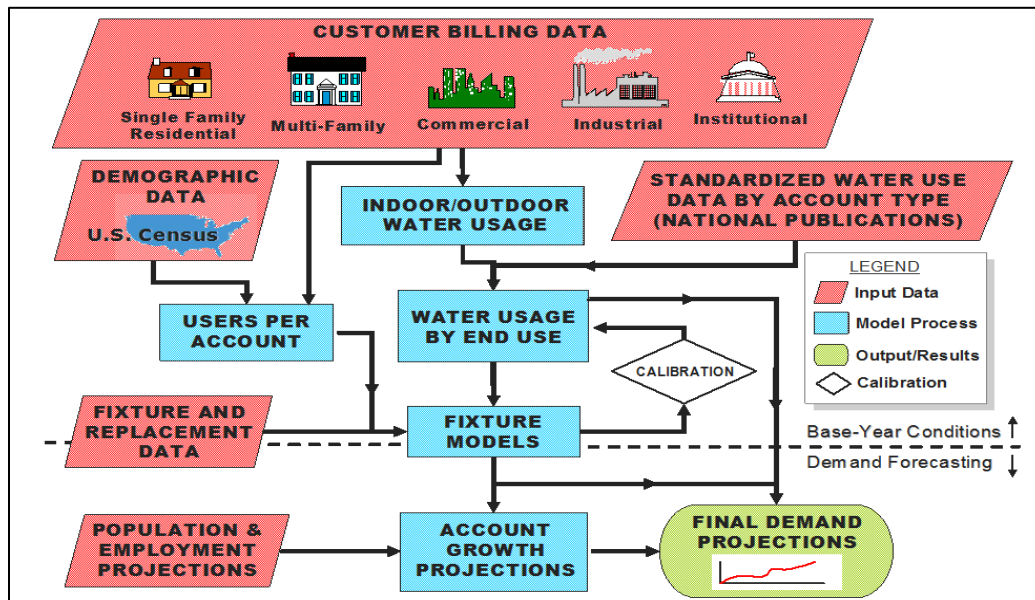 CUSTOMER BILLING DATA
Single Family
Residential
Multi-Family
Commercial
Industrial
Institutional
DEMOGRAPHIC
DATA
U.S. Census
INDOOR/OUTDOOR
WATER USAGE
STANDARDIZED WATER USE
DATA BY ACCOUNT TYPE
(NATIONAL PUBLICATIONS)
LEGEND
Input Data
Model Process
Output/Results
Calibration
USERS PER
ACCOUNT
WATER USAGE
BY END USE
CALIBRATION
FIXTURE AND
REPLACEMENT
DATA
FIXTURE
MODELS
Base-Year Conditions
Demand Forecasting
POPULATION &
EMPLOYMENT
PROJECTIONS
ACCOUNT
GROWTH
PROJECTIONS
FINAL DEMAND
PROJECTIONS